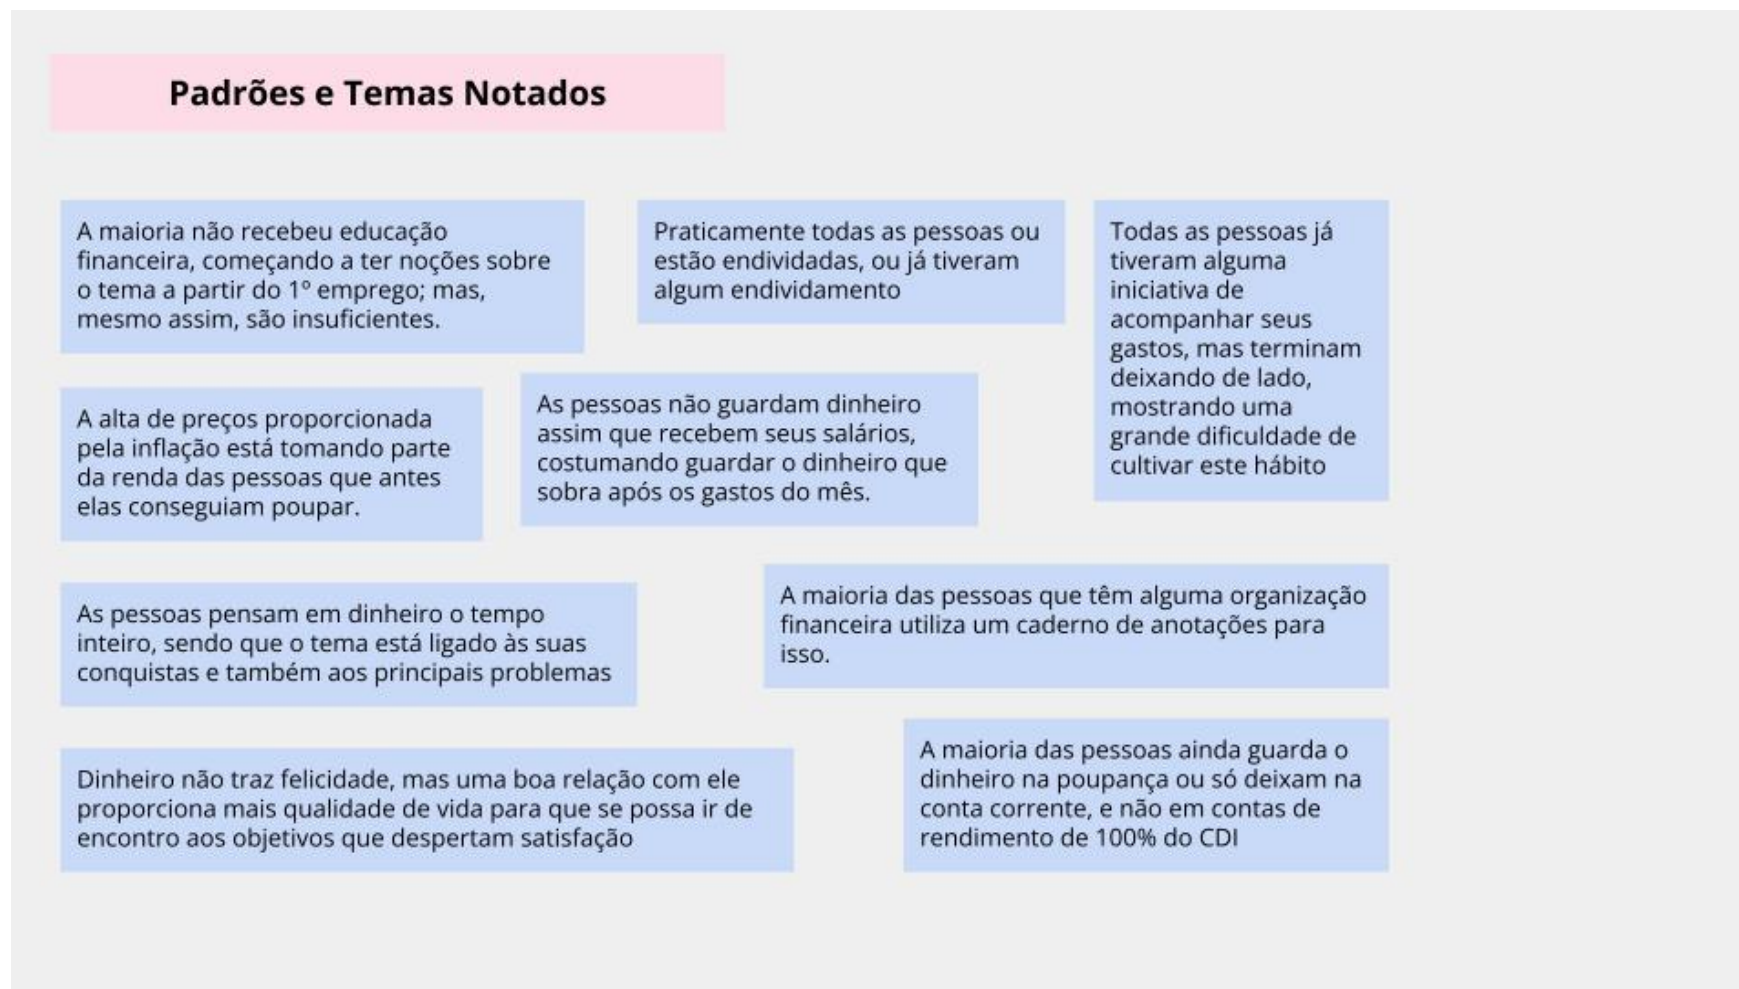 Padrões e Temas Notados
A maioria não recebeu educação
financeira, começando a ter noções sobre
o tema a partir do 1º emprego; mas,
mesmo assim, são insuficientes.
Praticamente todas as pessoas ou
estão endividadas, ou já tiveram
algum endividamento
Todas as pessoas já
tiveram alguma
iniciativa de
acompanhar seus
gastos, mas terminam
deixando de lado,
mostrando uma
grande dificuldade de
cultivar este hábito
A alta de preços proporcionada
pela inflação está tomando parte
da renda das pessoas que antes
elas conseguiam poupar.
As pessoas não guardam dinheiro
assim que recebem seus salários,
costumando guardar o dinheiro que
sobra após os gastos do mês.
As pessoas pensam em dinheiro o tempo
inteiro, sendo que o tema está ligado às suas
conquistas e também aos principais problemas
A maioria das pessoas que têm alguma organização
financeira utiliza um caderno de anotações para
isso.
Dinheiro não traz felicidade, mas uma boa relação com ele
proporciona mais qualidade de vida para que se possa ir de
encontro aos objetivos que despertam satisfação
A maioria das pessoas ainda guarda o
dinheiro na poupança ou só deixam na
conta corrente, e não em contas de
rendimento de 100% do CDI